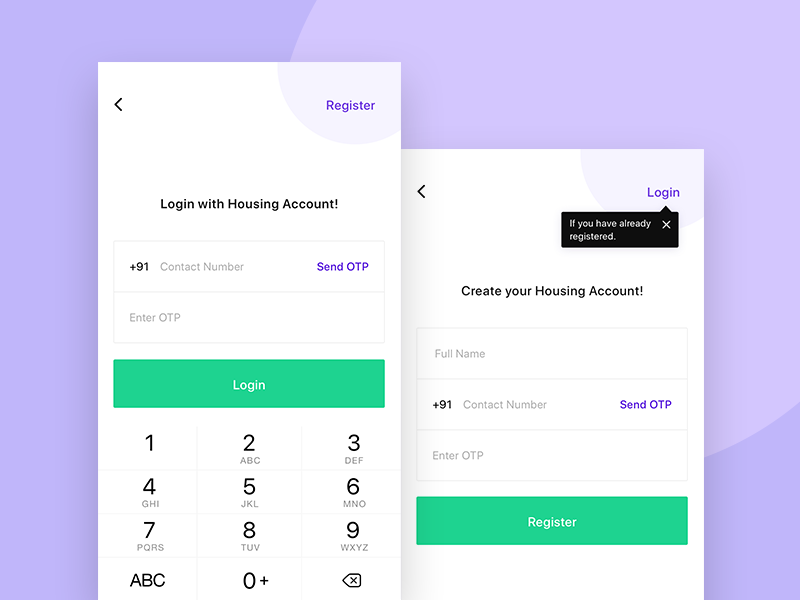 Register
Login with Housing Account!
+91 Contact Number Send OTP
Enter OTP
Login
1 2 3
ABC DEF
4 5 6
GHI JKL MNO
7 8 9
PQRS TUV WXYZ
ABC 0+
Login
If you have already
registered.
Create your Housing Account!
Full Name
+91 Contact Number Send OTP
Enter OTP
Register